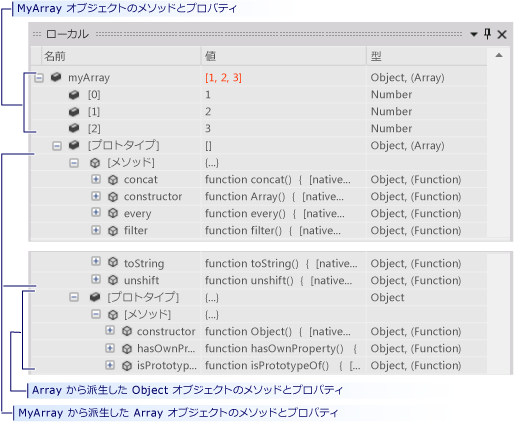 MyArray オブジェクトのメソッドとプロパティ
ローカル
名前 値 型
myArray [1, 2, 3] Object, (Array)
[0] 1 Number
[1] 2 Number
[2] 3 Number
[プロトタイプ] [] Object, (Array)
[メソッド] (...)
concat function concat() { [native... Object, (Function)
constructor function Array() { [native... Object, (Function)
every function every() { [native... Object, (Function)
filter function filter() { [native... Object, (Function)
toString function toString() { [native... Object, (Function)
unshift function unshift() { [native... Object, (Function)
[プロトタイプ] (...) Object
[メソッド] (...)
constructor function Object() { [native... Object, (Function)
hasOwnPr... function hasOwnProperty() { Object, (Function)
isPrototyp... function isPrototypeOf() { [... Object, (Function)
Array から派生した Object オブジェクトのメソッドとプロパティ
MyArray から派生した Array オブジェクトのメソッドとプロパティ